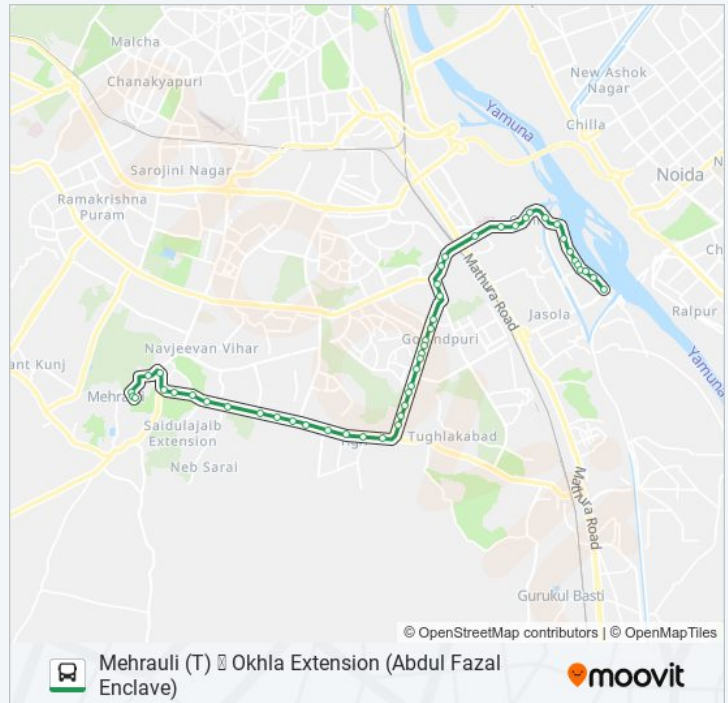 Malcha
Chanakyapuri
New Ashok
Nagar
Yamuna
Chilla
Sarojini Nagar
Noida
Ramakrishna
Puram
Mathura Road
Jasola
Ralpur
Navjeevan Vihar
ant Kunj
Yamuna
Saidulajaib
Extension
Tughlakabad
Neb Sarai
Mathura Road
Gurukul Basti
© OpenStreetMap contributors | © OpenMapTiles
Mehrauli (T) Okhla Extension (Abdul Fazal
Enclave)
moovit